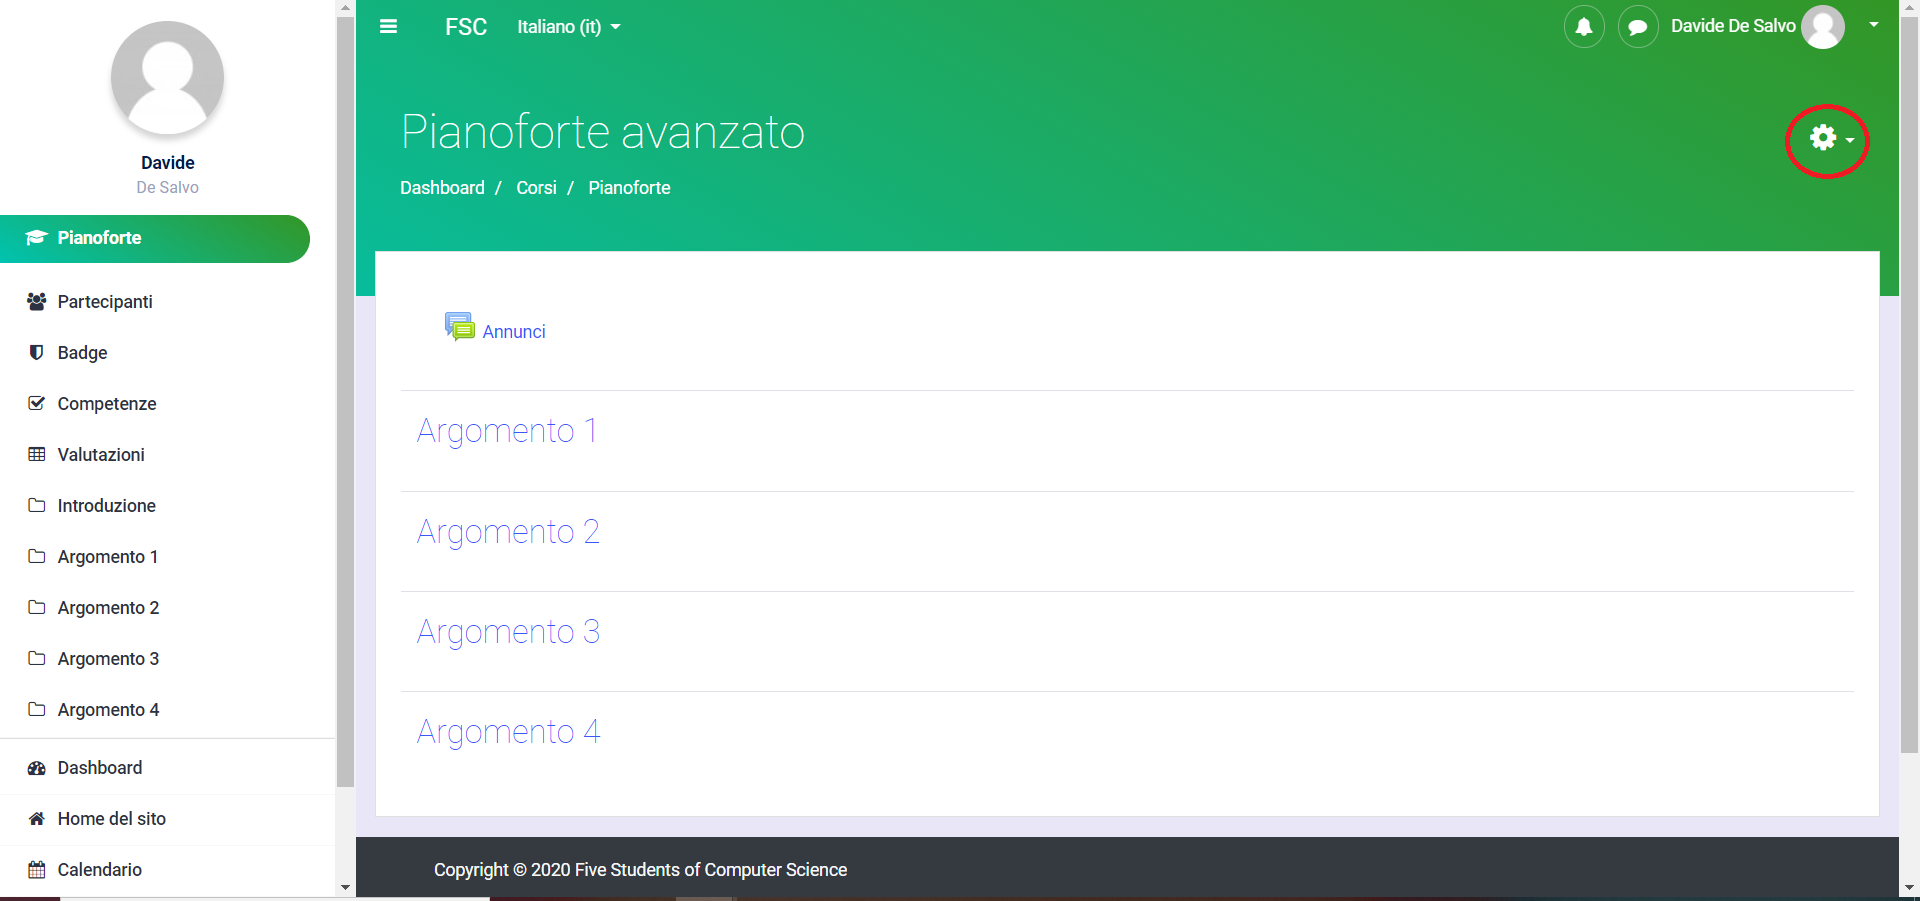 Davide
De Salvo
Pianoforte
Partecipanti
Badge
Competenze
Valutazioni
Introduzione
Argomento 1
Argomento 2
Argomento 3
Argomento 4
Dashboard
Home del sito
Calendario
FSC Italiano (it)
Davide De Salvo
Pianoforte avanzato
Dashboard / Corsi / Pianoforte
Annunci
Argomento 1
Argomento 2
Argomento 3
Argomento 4
Copyright © 2020 Five Students of Computer Science